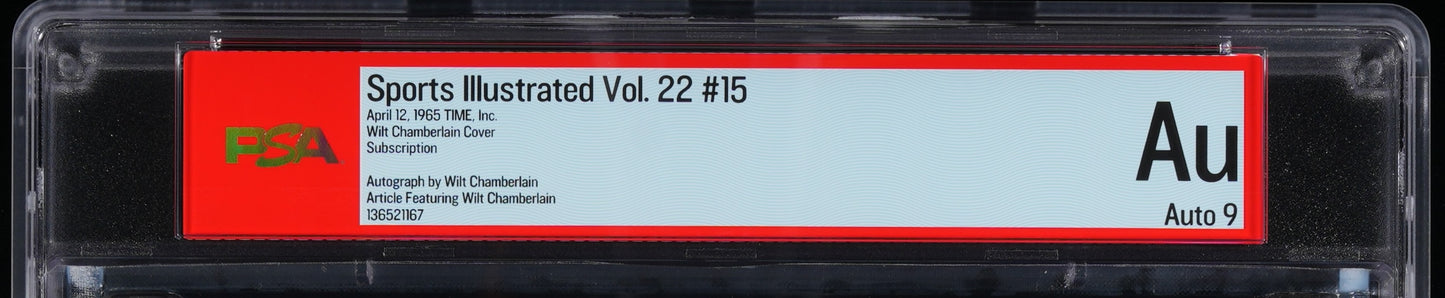 PSA
Sports Illustrated Vol. 22 #15
April 12, 1965 TIME, Inc.
Wilt Chamberlain Cover
Subscription
Autograph by Wilt Chamberlain
Article Featuring Wilt Chamberlain
136521167
Au
Auto 9